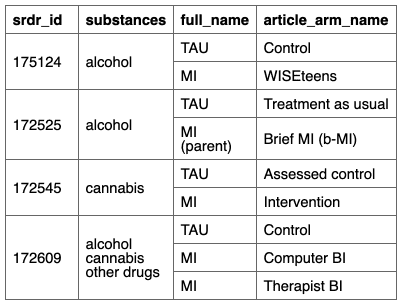 srdr_id substances full_name article_arm_name
175124 alcohol TAU Control
MI WISEteens
172525 alcohol TAU Treatment as usual
MI (parent) Brief MI (b-MI)
172545 cannabis TAU Assessed control
MI Intervention
172609 alcohol cannabis other drugs TAU Control
MI Computer BI
MI Therapist BI